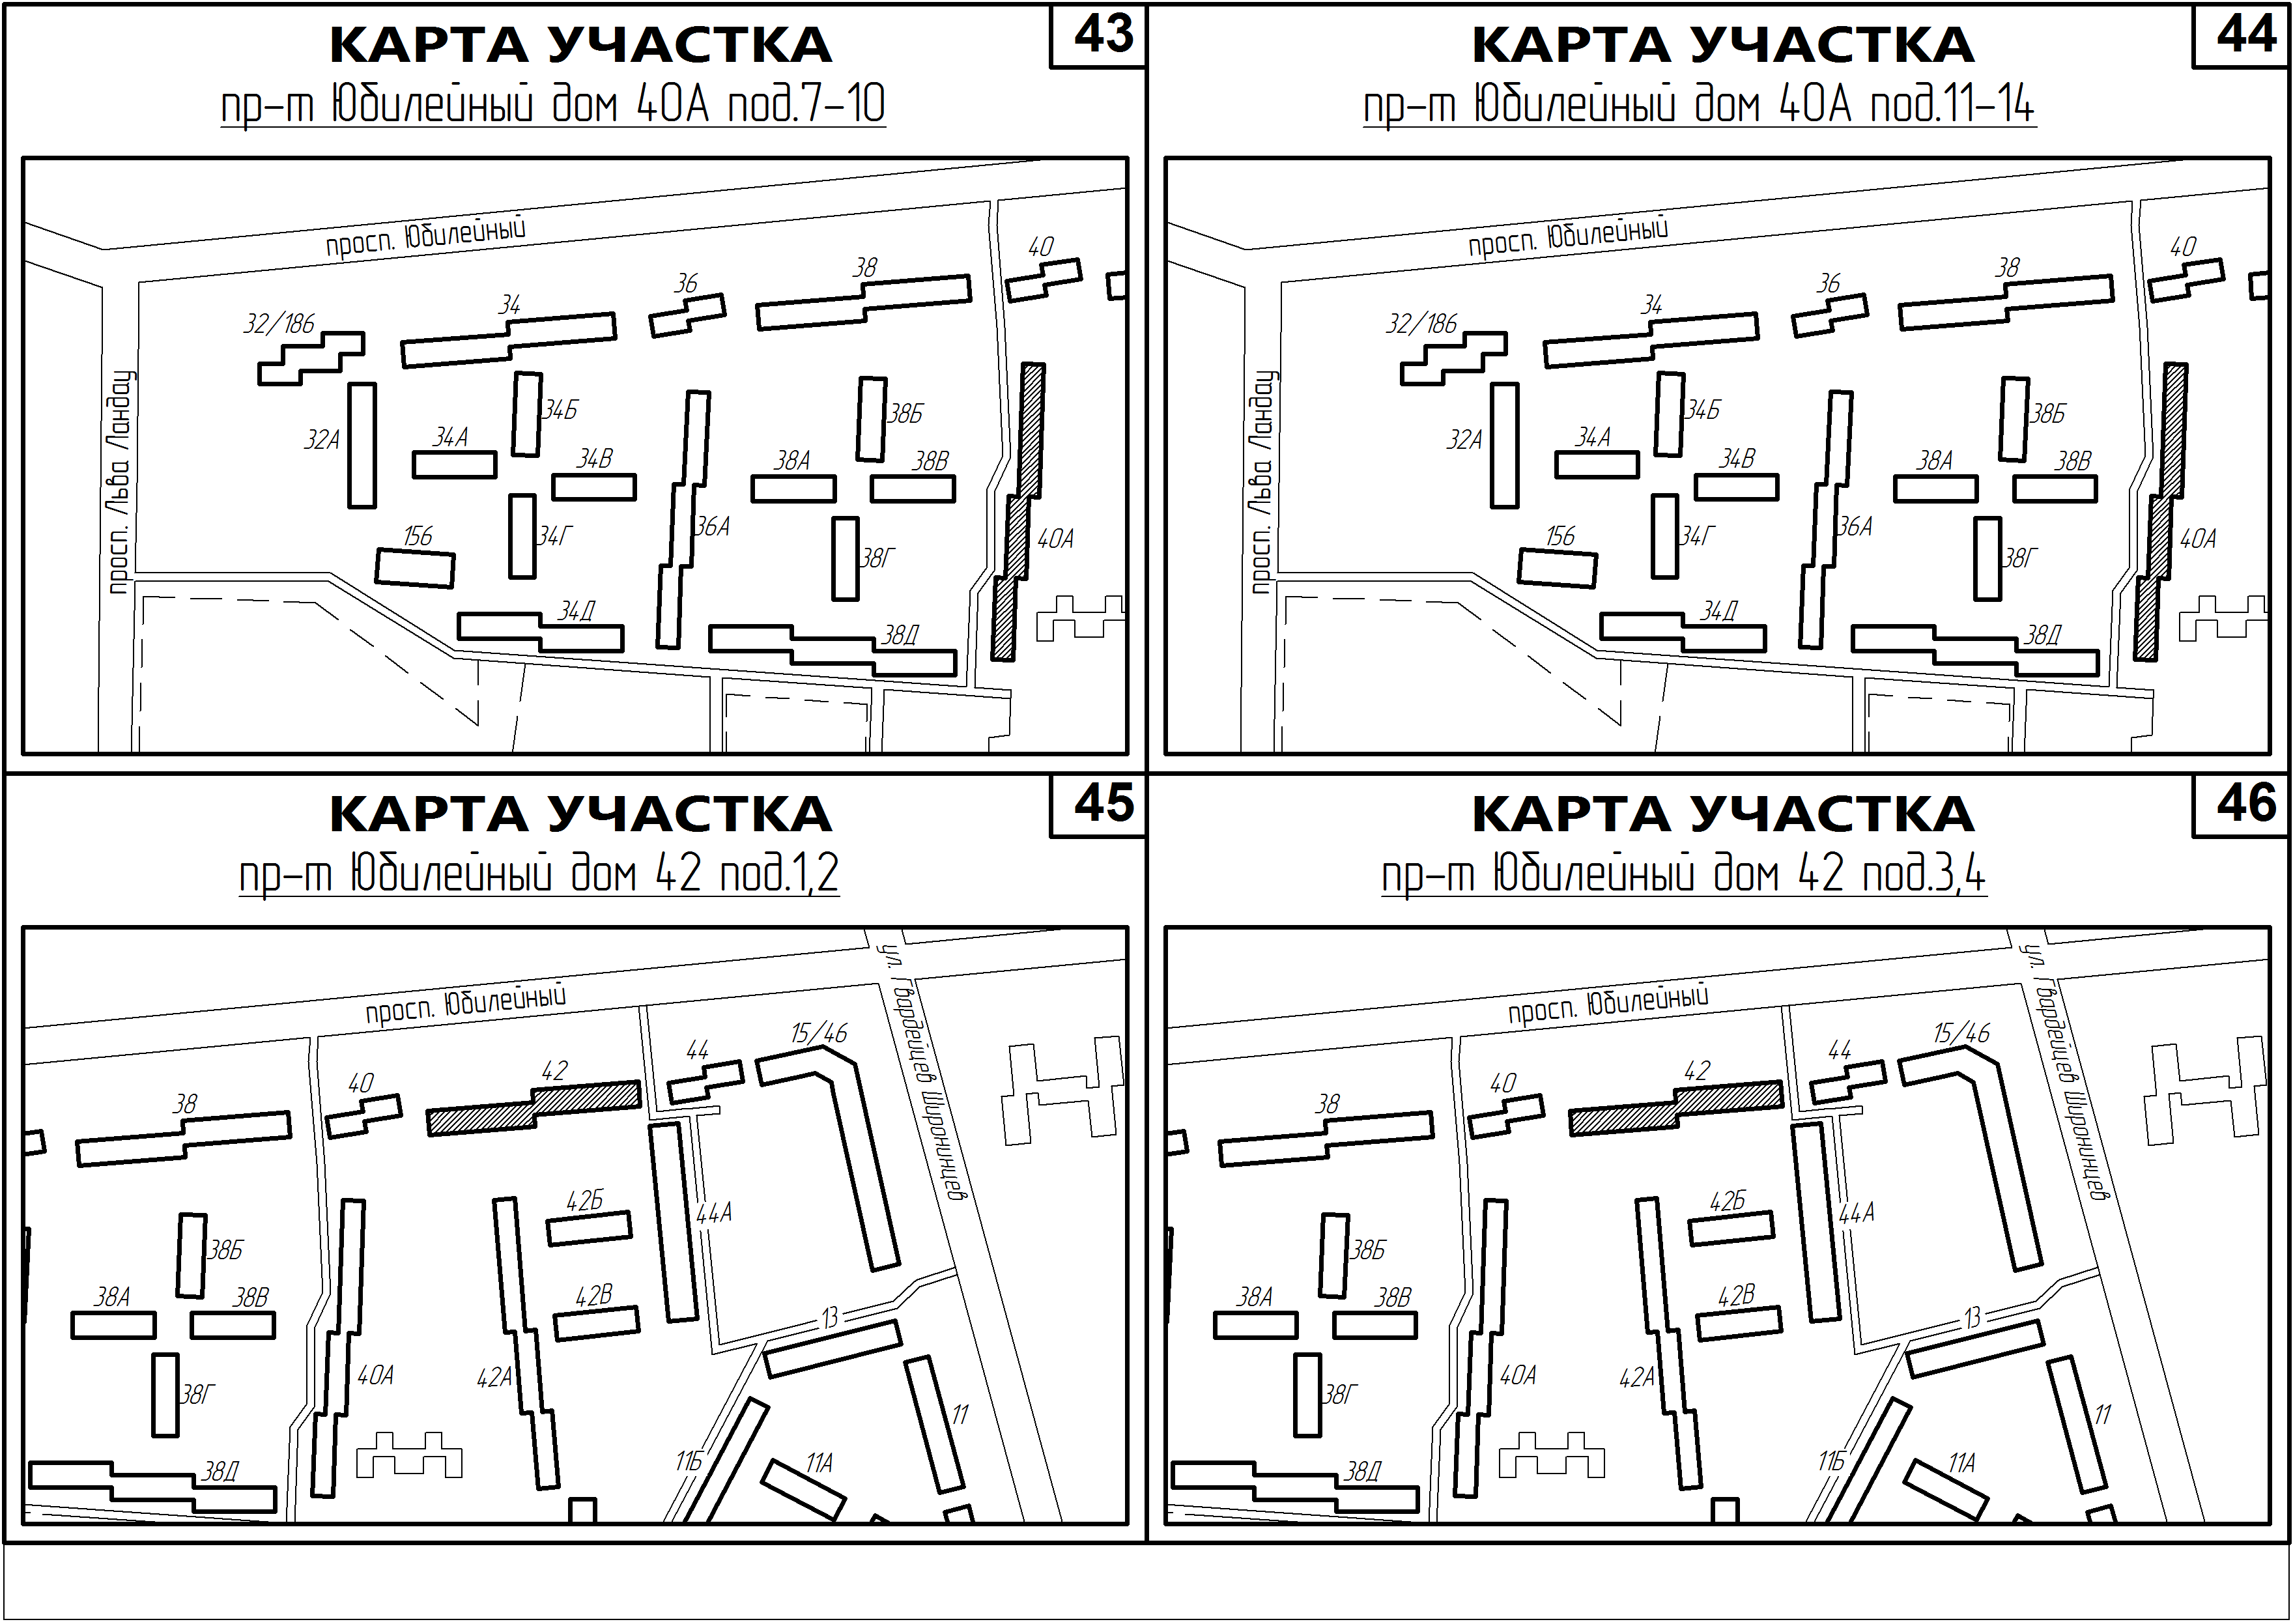 КАРТА УЧАСТКА
43
пр-т Юбилейный дом 40А под.7-10
просп. Юбилейный
40
38
36
34
32/186
просп. Льва Ландау
34Б
38Б
32А
34А
34В
38А
38В
156
34Г
36А
38Г
40А
34Д
38Д
КАРТА УЧАСТКА
44
пр-т Юбилейный дом 40А под.11-14
просп. Юбилейный
40
38
36
34
32/186
просп. Льва Ландау
34Б
38Б
32А
34А
34В
38А
38В
156
34Г
36А
38Г
40А
34Д
38Д
КАРТА УЧАСТКА
45
пр-т Юбилейный дом 42 под.1,2
ул. Гвардейцев Широнинцев
просп. Юбилейный
15/46
44
42
40
38
42Б
44А
38Б
38А
38В
42В
13
40А
42А
38Г
11
11Б
11А
38Д
КАРТА УЧАСТКА
46
пр-т Юбилейный дом 42 под.3,4
ул. Гвардейцев Широнинцев
просп. Юбилейный
15/46
44
42
40
38
42Б
44А
38Б
38А
38В
42В
13
40А
42А
38Г
11
11Б
11А
38Д